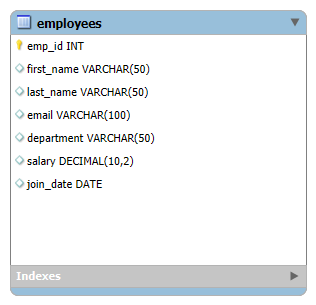 employees
emp_id INT
first_name VARCHAR(50)
last_name VARCHAR(50)
email VARCHAR(100)
department VARCHAR(50)
salary DECIMAL(10,2)
join_date DATE
Indexes